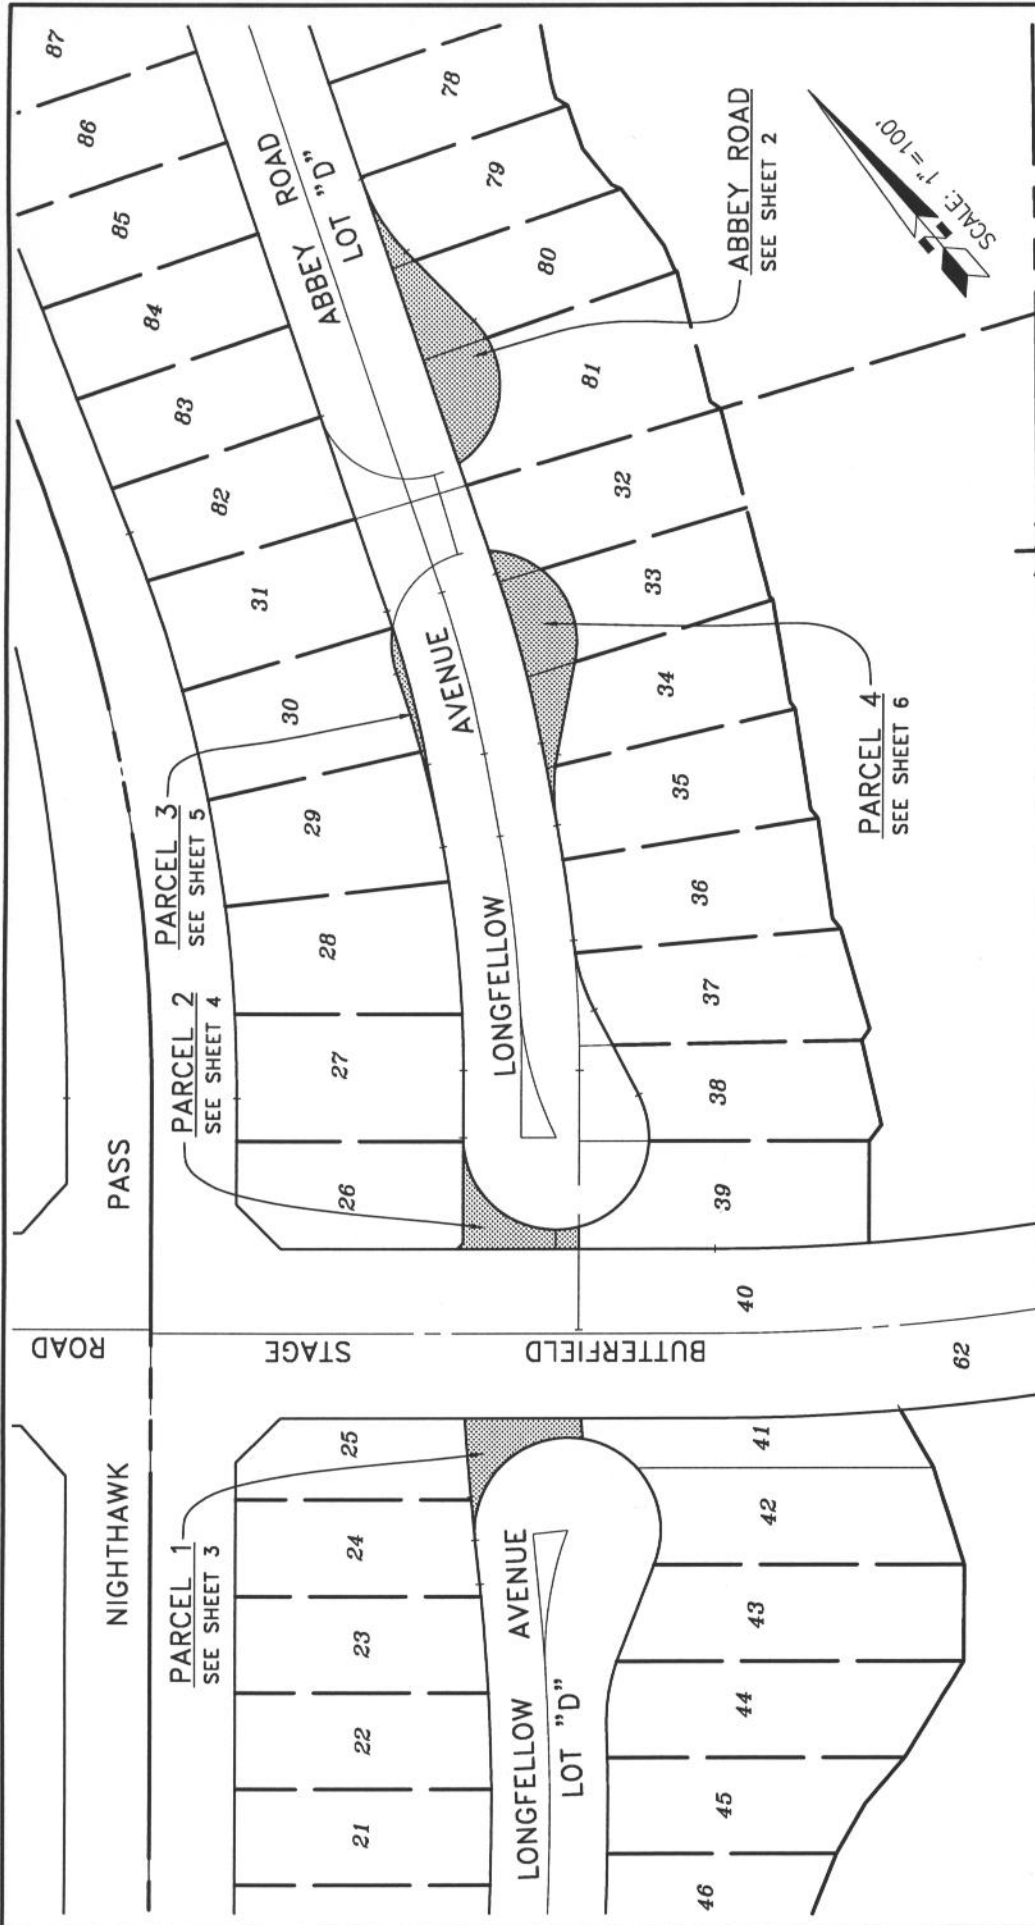 87
86
85
84
83
82
31
30
29
28
27
26
25
24
23
22
21
78
79
80
81
32
33
34
35
36
37
38
39
40
62
41
42
43
44
45
46
ABBEY ROAD
LOT "D"
ABBEY ROAD
SEE SHEET 2
SCALE: 1"=100'
LONGFELLOW AVENUE
PARCEL 3
SEE SHEET 5
PARCEL 2
SEE SHEET 4
PARCEL 4
SEE SHEET 6
NIGHTHAWK PASS
ROAD
STAGE
BUTTERFIELD
PARCEL 1
SEE SHEET 3
LONGFELLOW AVENUE
LOT "D"